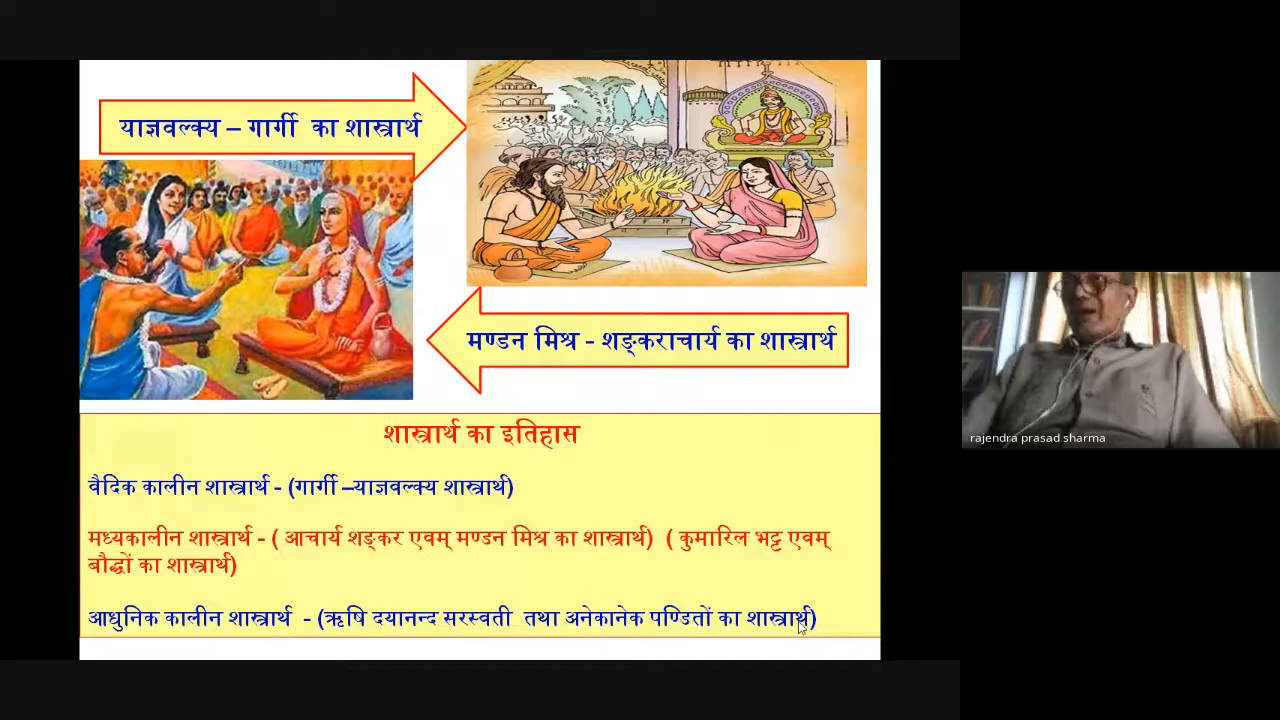 याज्ञवल्क्य – गार्गी का शास्त्रार्थ
मण्डन मिश्र - शङ्कराचार्य का शास्त्रार्थ
rajendra prasad sharma
शास्त्रार्थ का इतिहास
वैदिक कालीन शास्त्रार्थ - (गार्गी –याज्ञवल्क्य शास्त्रार्थ)
मध्यकालीन शास्त्रार्थ - ( आचार्य शङ्कर एवम् मण्डन मिश्र का शास्त्रार्थ) ( कुमारिल भट्ट एवम्
बौद्धों का शास्त्रार्थ)
आधुनिक कालीन शास्त्रार्थ - (ऋषि दयानन्द सरस्वती तथा अनेकानेक पण्डितों का शास्त्रार्थ)